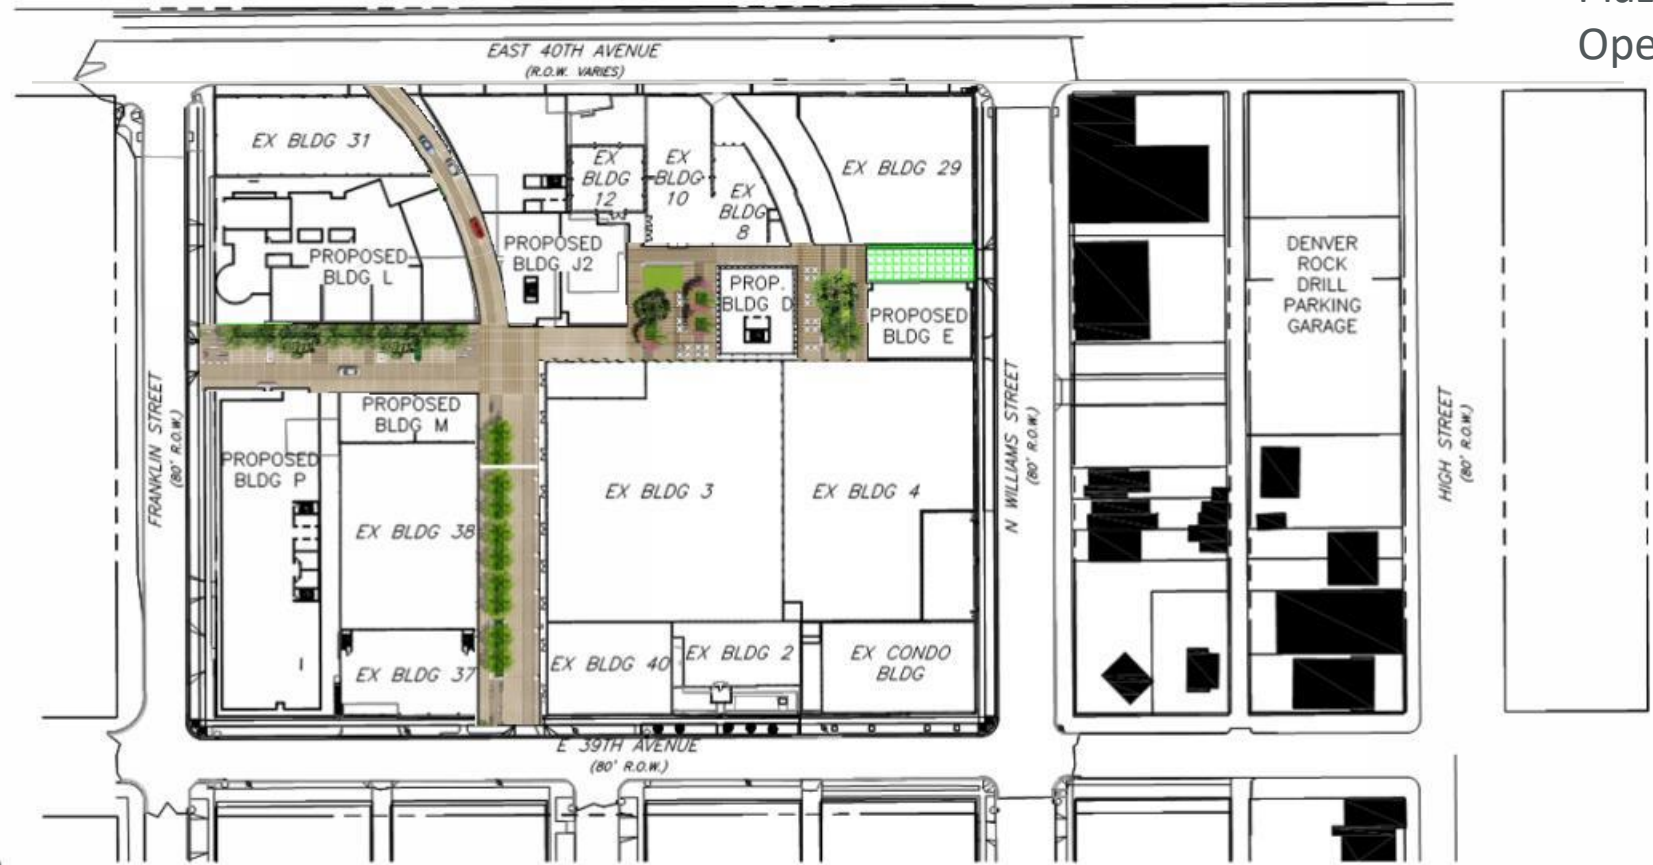 Ope
EAST 40TH AVENUE
(R.O.W. VARIES)
EX BLDG 31
EX
BLDG
12
EX
BLDG
10
EX
BLDG
8
EX BLDG 29
PROPOSED
BLDG L
PROPOSED
BLDG J2
PROP.
BLDG D
PROPOSED
BLDG E
DENVER
ROCK
DRILL
PARKING
GARAGE
FRANKLIN STREET
(80' R.O.W.)
PROPOSED
BLDG M
PROPOSED
BLDG P
EX BLDG 38
EX BLDG 3
EX BLDG 4
N WILLIAMS STREET
(80' R.O.W.)
HIGH STREET
(80' R.O.W.)
EX BLDG 37
EX BLDG 40
EX BLDG 2
EX CONDO
BLDG
E 39TH AVENUE
(80' R.O.W.)